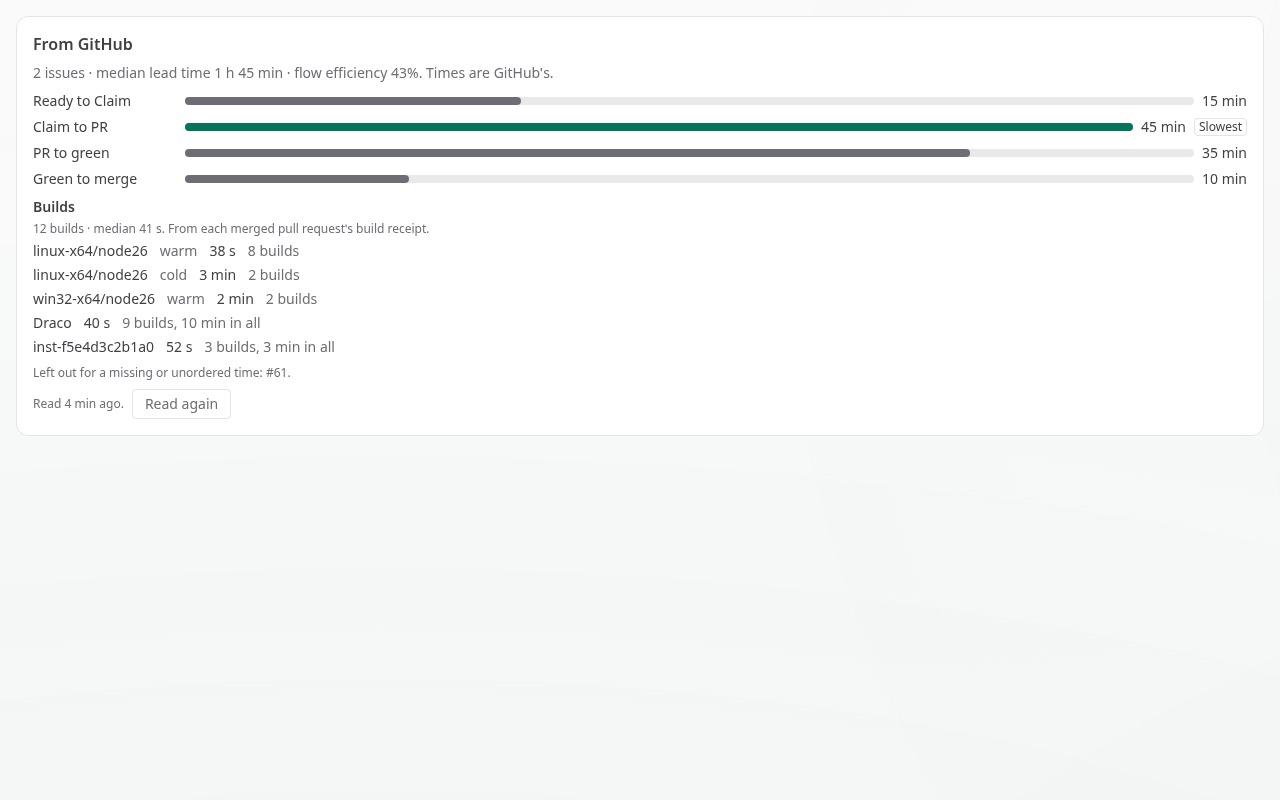 From GitHub
2 issues · median lead time 1 h 45 min · flow efficiency 43%. Times are GitHub's.
Ready to Claim 15 min
Claim to PR 45 min Slowest
PR to green 35 min
Green to merge 10 min
Builds
12 builds · median 41 s. From each merged pull request's build receipt.
linux-x64/node26 warm 38 s 8 builds
linux-x64/node26 cold 3 min 2 builds
win32-x64/node26 warm 2 min 2 builds
Draco 40 s 9 builds, 10 min in all
inst-f5e4d3c2b1a0 52 s 3 builds, 3 min in all
Left out for a missing or unordered time: #61.
Read 4 min ago. Read again